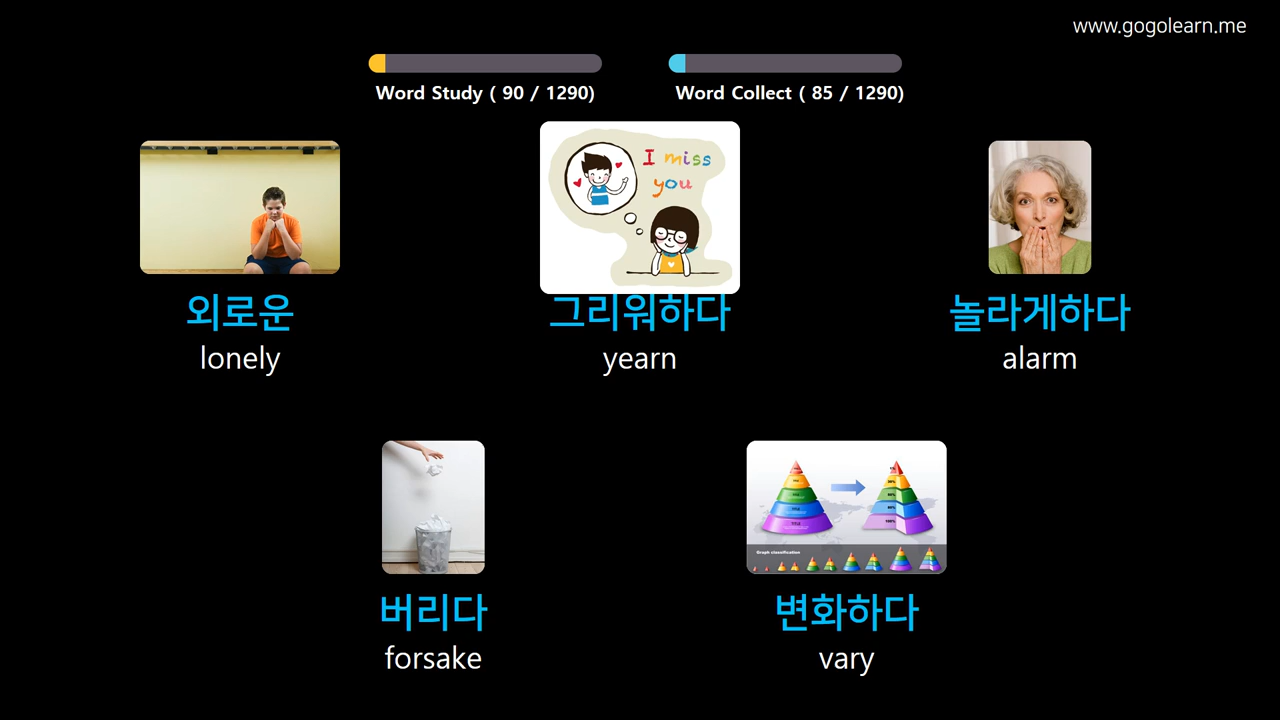 www.gogolearn.me
Word Study ( 90 / 1290)
Word Collect ( 85 / 1290)
I miss
you
외로운
그리워하다
놀라게하다
lonely
yearn
alarm
Graph classification
버리다
변화하다
forsake
vary